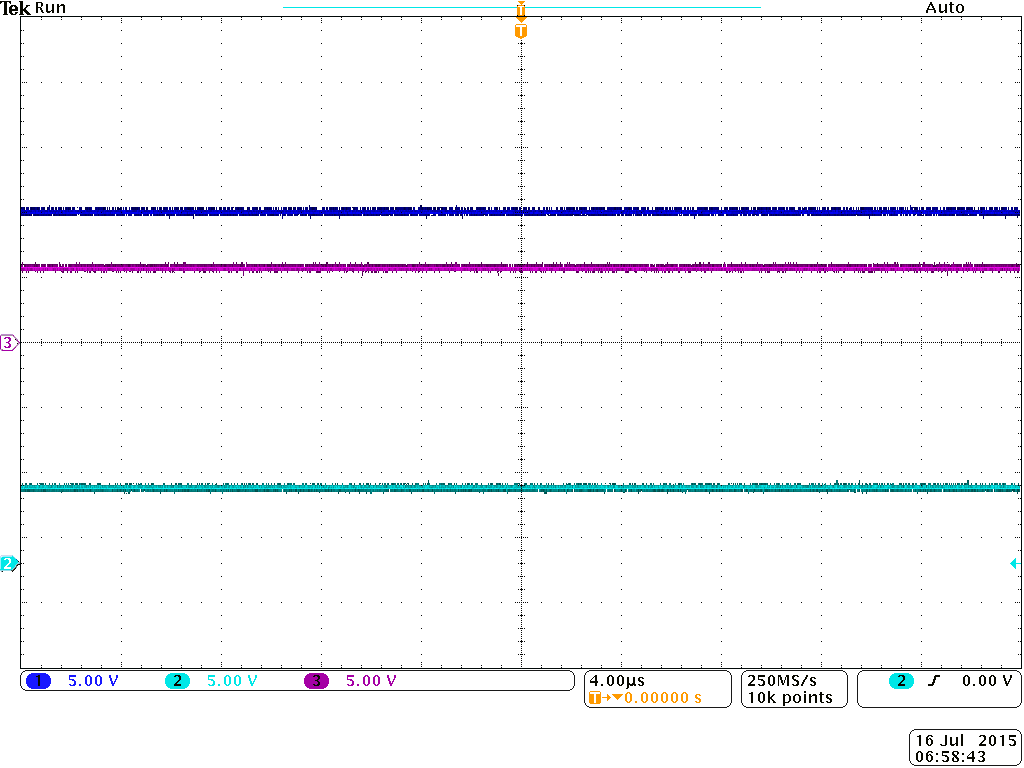 Tek Run Auto
T
T
3
2
1 5.00 V 2 5.00 V 3 5.00 V
4.00µs
T→▼0.00000 s
250MS/s
10k points
2 0.00 V
16 Jul 2015
06:58:43